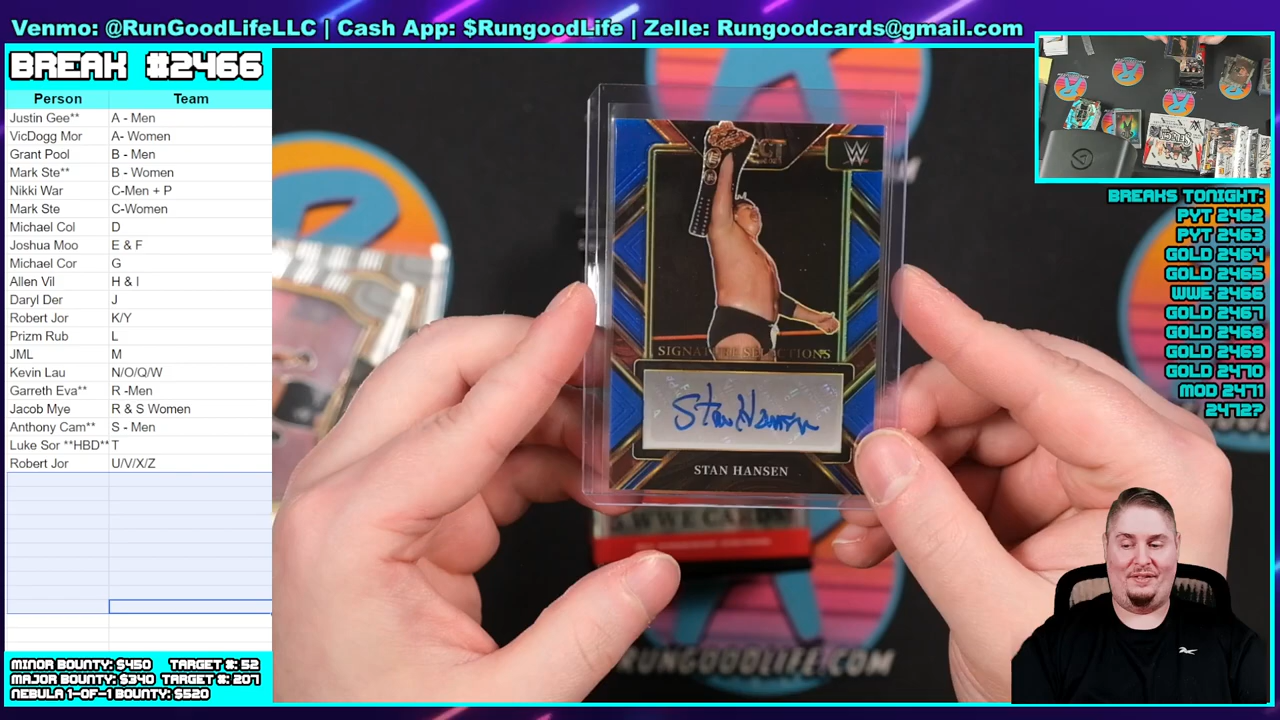 Venmo: @RunGoodLifeLLC | Cash App: $RungoodLife | Zelle: Rungoodcards@gmail.com
BREAK #2466
Person Team
Justin Gee** A - Men
VicDogg Mor A- Women
Grant Pool B - Men
Mark Ste** B - Women
Nikki War C-Men + P
Mark Ste C-Women
Michael Col D
Joshua Moo E & F
Michael Cor G
Allen Vil H & I
Daryl Der J
Robert Jor K/Y
Prizm Rub L
JML M
Kevin Lau N/O/Q/W
Garreth Eva** R -Men
Jacob Mye R & S Women
Anthony Cam** S - Men
Luke Sor **HBD** T
Robert Jor U/V/X/Z
MINOR BOUNTY: $450 TARGET #: 52
MAJOR BOUNTY: $340 TARGET #: 207
NEBULA 1-OF-1 BOUNTY: $520
W
SIGNATURE SELECTIONS
Stan Hansen
STAN HANSEN
WWE CARDS
RUNGOODLIFE.COM
BREAKS TONIGHT:
PYT 2462
PYT 2463
GOLD 2464
GOLD 2465
WWE 2466
GOLD 2467
GOLD 2468
GOLD 2469
GOLD 2470
MOD 2471
2472?